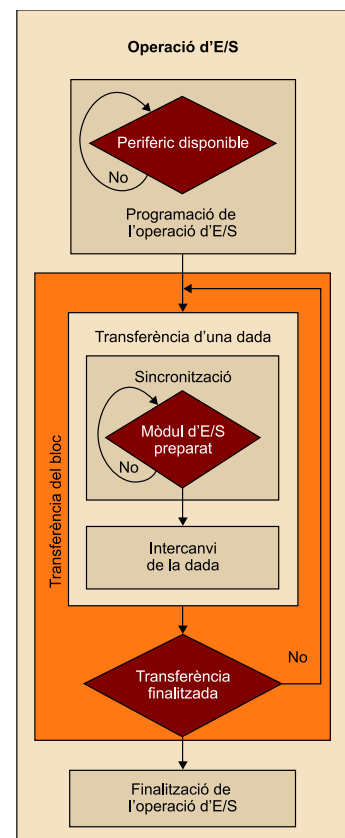 Operació d'E/S
Perifèric disponible
No
Programació de
l'operació d'E/S
Transferència del bloc
Transferència d'una dada
Sincronització
Mòdul d'E/S
preparat
No
Intercanvi
de la dada
Transferència
finalitzada
No
Finalització de
l'operació d'E/S